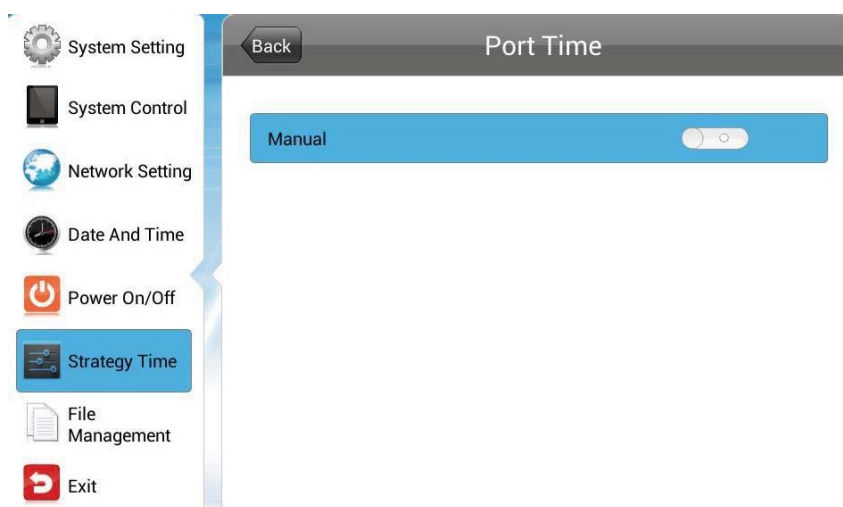 System Setting
System Control
Network Setting
Date And Time
Power On/Off
Strategy Time
File
Management
Exit
Back
Port Time
Manual